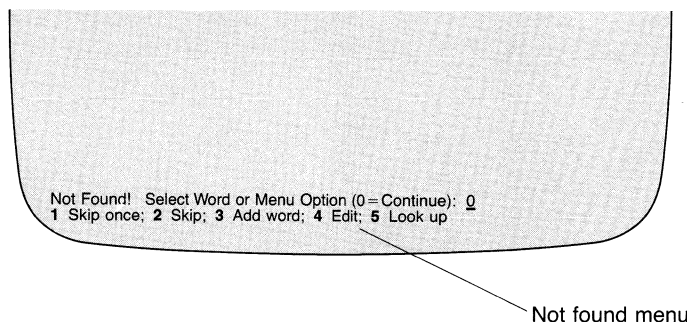 Not Found! Select Word or Menu Option (0=Continue): 0
1 Skip once; 2 Skip; 3 Add word; 4 Edit; 5 Look up
Not found menu